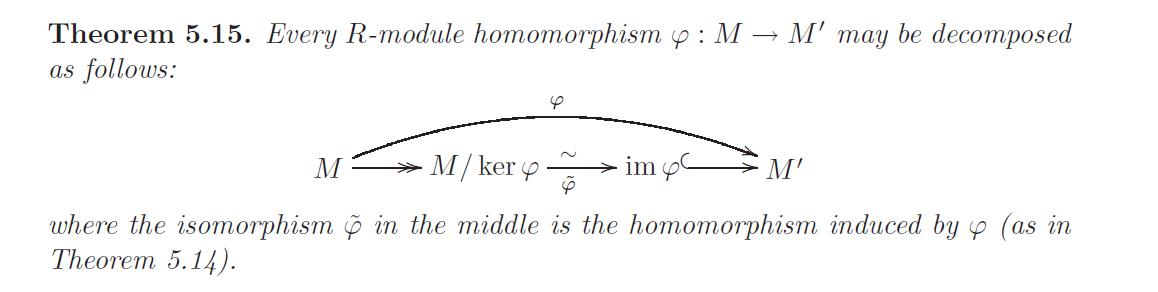 Theorem 5.15. Every R-module homomorphism φ : M → M′ may be decomposed
as follows:
φ
M ↠ M/ ker φ ∼ → im φ ↪ M′
φ̃
where the isomorphism φ̃ in the middle is the homomorphism induced by φ (as in
Theorem 5.14).